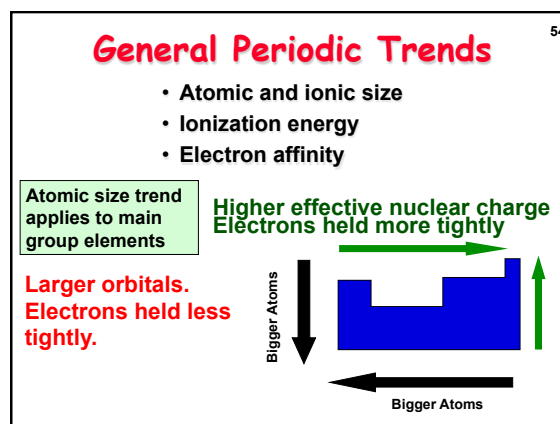 54
General Periodic Trends
• Atomic and ionic size
• Ionization energy
• Electron affinity
Atomic size trend
applies to main
group elements
Higher effective nuclear charge
Electrons held more tightly
Larger orbitals.
Electrons held less
tightly.
Bigger Atoms
Bigger Atoms